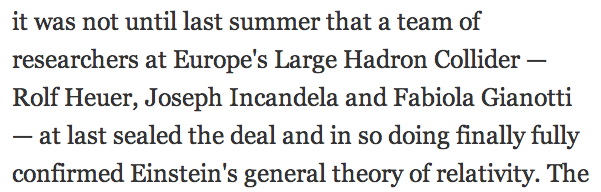 it was not until last summer that a team of
researchers at Europe's Large Hadron Collider —
Rolf Heuer, Joseph Incandela and Fabiola Gianotti
— at last sealed the deal and in so doing finally fully
confirmed Einstein's general theory of relativity. The